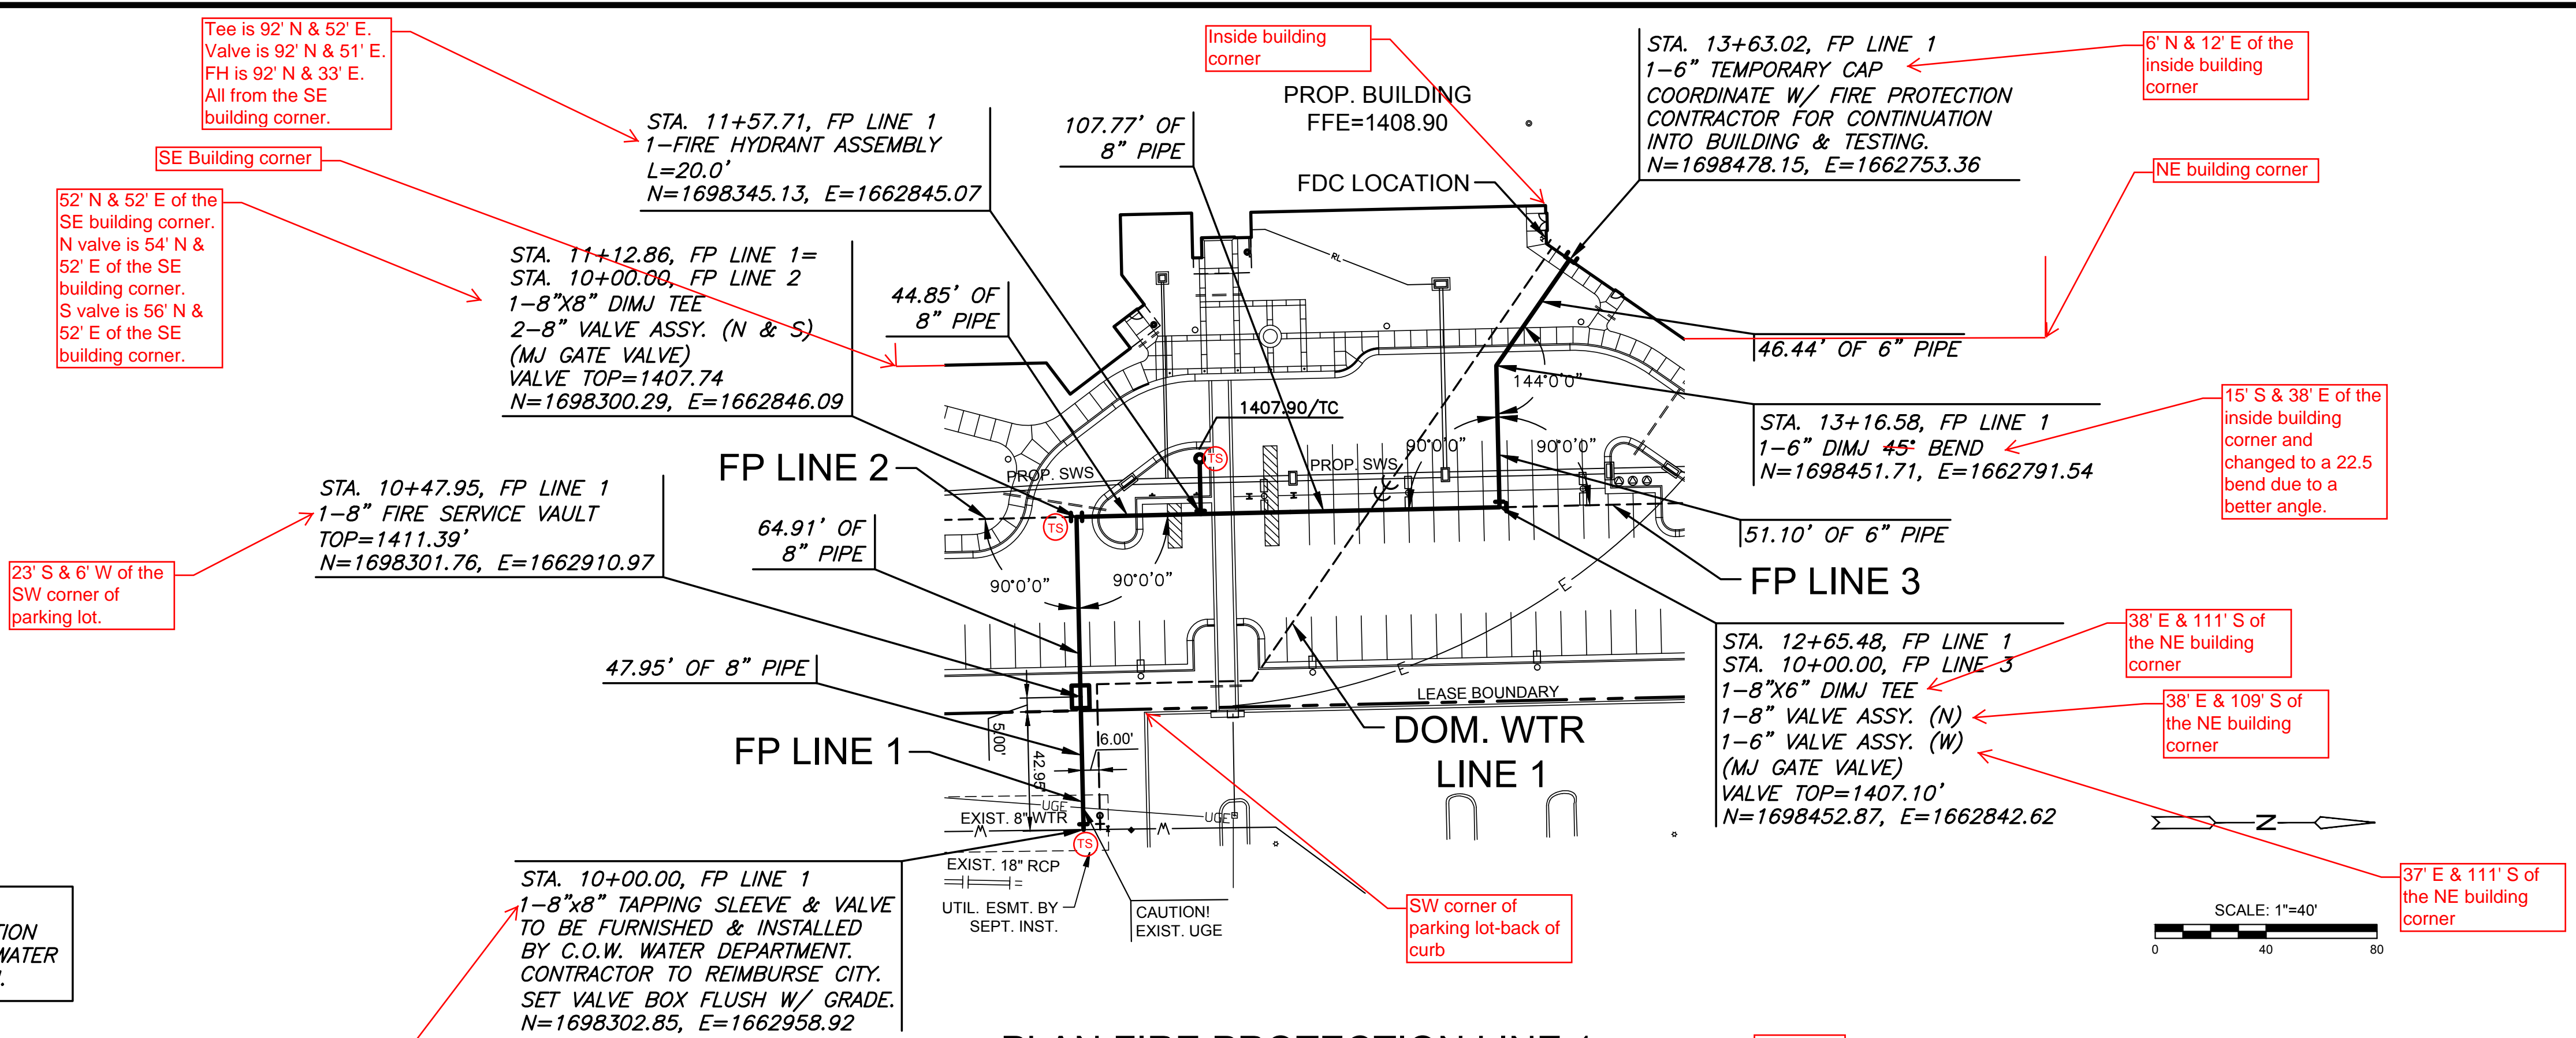 Tee is 92' N & 52' E.
Valve is 92' N & 51' E.
FH is 92' N & 33' E.
All from the SE
building corner.
SE Building corner
52' N & 52' E of the
SE building corner.
N valve is 54' N &
52' E of the SE
building corner.
S valve is 56' N &
52' E of the SE
building corner.
23' S & 6' W of the
SW corner of
parking lot.
STA. 11+57.71, FP LINE 1
1-FIRE HYDRANT ASSEMBLY
L=20.0'
N=1698345.13, E=1662845.07
STA. 11+12.86, FP LINE 1=
STA. 10+00.00, FP LINE 2
1-8"X8" DIMJ TEE
2-8" VALVE ASSY. (N & S)
(MJ GATE VALVE)
VALVE TOP=1407.74
N=1698300.29, E=1662846.09
STA. 10+47.95, FP LINE 1
1-8" FIRE SERVICE VAULT
TOP=1411.39'
N=1698301.76, E=1662910.97
STA. 10+00.00, FP LINE 1
1-8"x8" TAPPING SLEEVE & VALVE
TO BE FURNISHED & INSTALLED
BY C.O.W. WATER DEPARTMENT.
CONTRACTOR TO REIMBURSE CITY.
SET VALVE BOX FLUSH W/ GRADE.
N=1698302.85, E=1662958.92
Inside building
corner
PROP. BUILDING
FFE=1408.90
107.77' OF
8" PIPE
FDC LOCATION
44.85' OF
8" PIPE
RL
1407.90/TC
144°0'0"
90°0'0"
90°0'0"
FP LINE 2
PROP. SWS
TS
PROP. SWS
TS
64.91' OF
8" PIPE
90°0'0"
90°0'0"
E
E
47.95' OF 8" PIPE
LEASE BOUNDARY
5.00'
6.00'
42.95'
FP LINE 1
DOM. WTR
LINE 1
UGE
UGE
EXIST. 8" WTR
TS
EXIST. 18" RCP
UTIL. ESMT. BY
SEPT. INST.
CAUTION!
EXIST. UGE
SW corner of
parking lot-back of
curb
STA. 13+63.02, FP LINE 1
1-6" TEMPORARY CAP
COORDINATE W/ FIRE PROTECTION
CONTRACTOR FOR CONTINUATION
INTO BUILDING & TESTING.
N=1698478.15, E=1662753.36
6' N & 12' E of the
inside building
corner
NE building corner
46.44' OF 6" PIPE
STA. 13+16.58, FP LINE 1
1-6" DIMJ 45° BEND
N=1698451.71, E=1662791.54
15' S & 38' E of the
inside building
corner and
changed to a 22.5
bend due to a
better angle.
51.10' OF 6" PIPE
FP LINE 3
STA. 12+65.48, FP LINE 1
STA. 10+00.00, FP LINE 3
1-8"X6" DIMJ TEE
1-8" VALVE ASSY. (N)
1-6" VALVE ASSY. (W)
(MJ GATE VALVE)
VALVE TOP=1407.10'
N=1698452.87, E=1662842.62
38' E & 111' S of
the NE building
corner
38' E & 109' S of
the NE building
corner
37' E & 111' S of
the NE building
corner
N
SCALE: 1"=40'
0 40 80
WATER